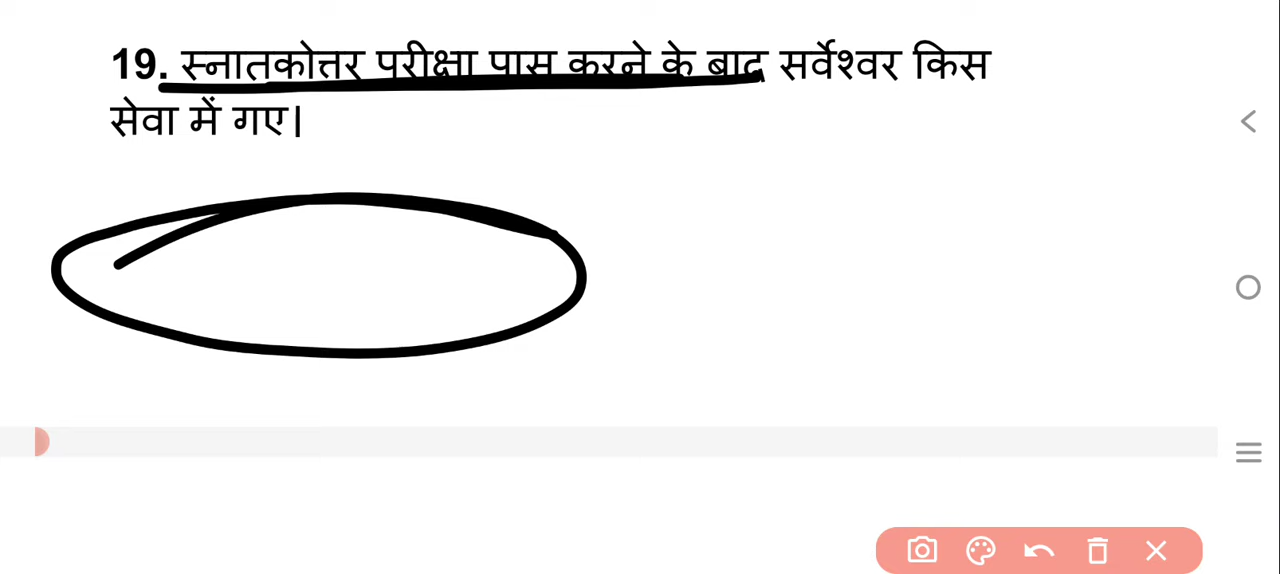 19. स्नातकोत्तर परीक्षा पास करने के बाद सर्वेश्वर किस
सेवा में गए।